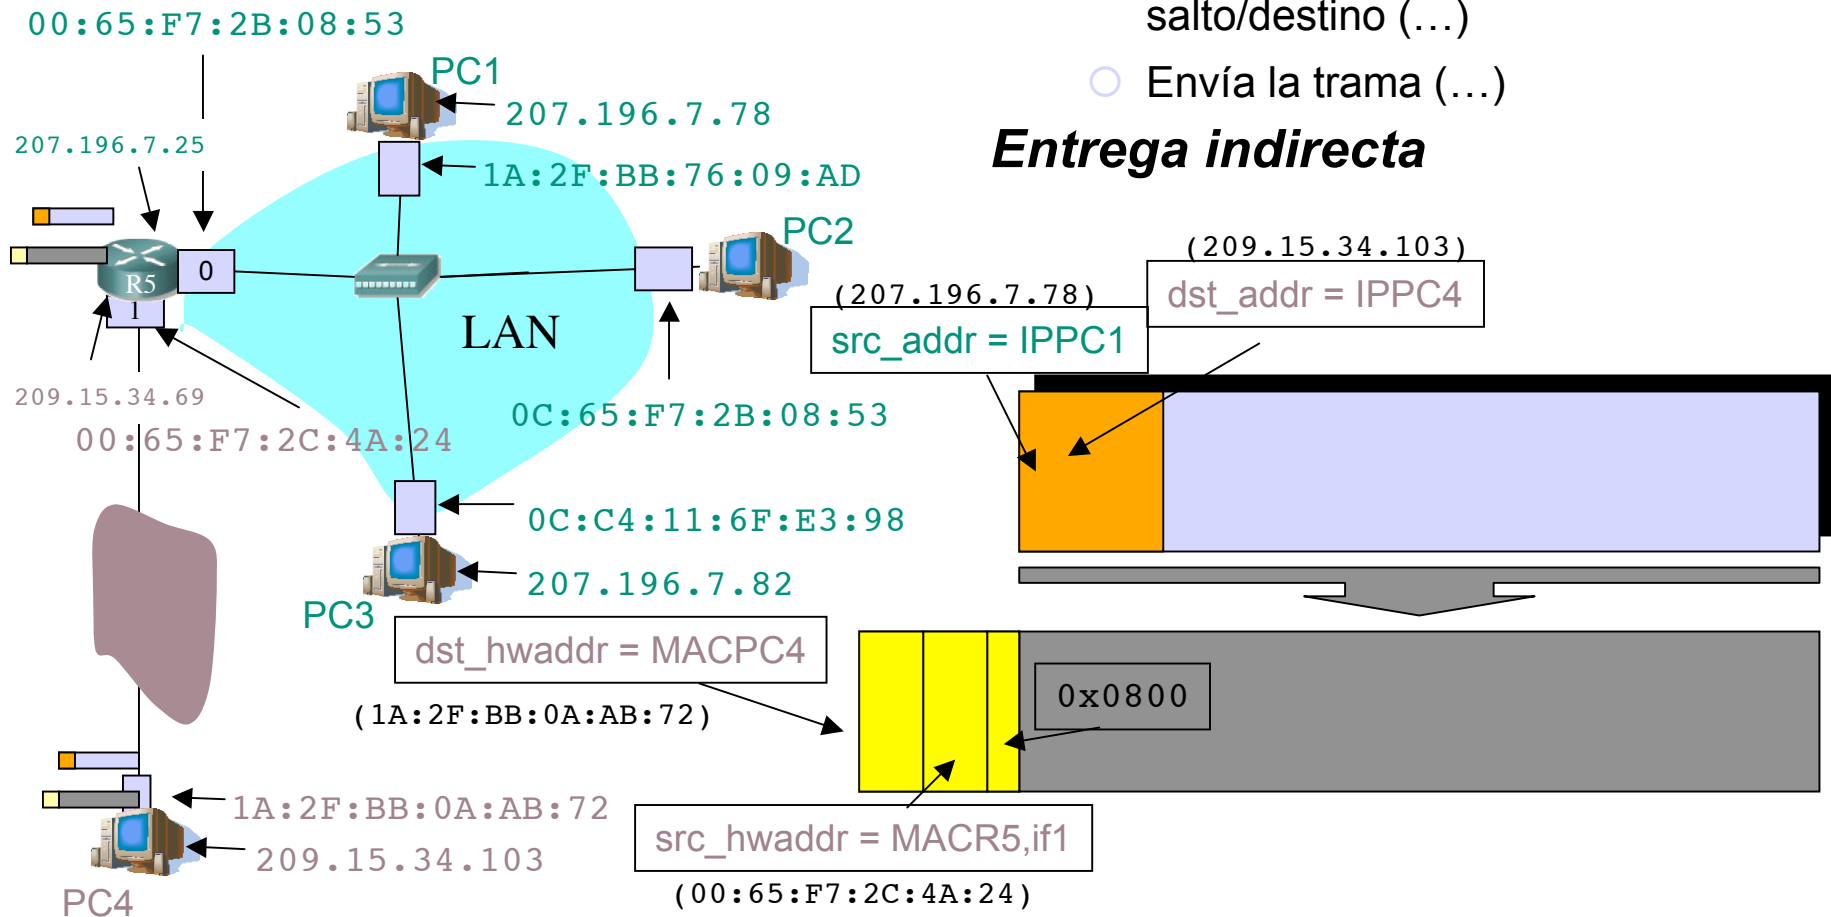 salto/destino (…)
Envía la trama (…)
Entrega indirecta
00:65:F7:2B:08:53
PC1
207.196.7.78
207.196.7.25
1A:2F:BB:76:09:AD
PC2
R5
0
1
LAN
209.15.34.69
00:65:F7:2C:4A:24
0C:65:F7:2B:08:53
0C:C4:11:6F:E3:98
207.196.7.82
PC3
(209.15.34.103)
dst_addr = IPPC4
(207.196.7.78)
src_addr = IPPC1
dst_hwaddr = MACPC4
(1A:2F:BB:0A:AB:72)
0x0800
1A:2F:BB:0A:AB:72
209.15.34.103
PC4
src_hwaddr = MACR5,if1
(00:65:F7:2C:4A:24)